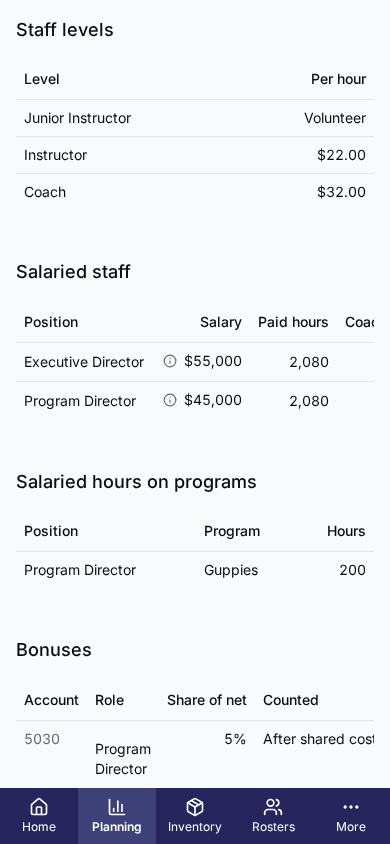 Staff levels
Level Per hour
Junior Instructor Volunteer
Instructor $22.00
Coach $32.00
Salaried staff
Position Salary Paid hours
Executive Director $55,000 2,080
Program Director $45,000 2,080
Salaried hours on programs
Position Program Hours
Program Director Guppies 200
Bonuses
Account Role Share of net Counted
5030 Program Director 5% After shared cost
Home Planning Inventory Rosters More